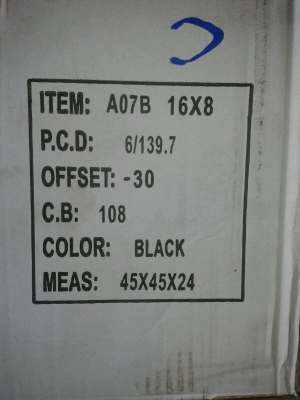 ITEM: A07B 16X8
P.C.D: 6/139.7
OFFSET: -30
C.B: 108
COLOR: BLACK
MEAS: 45X45X24